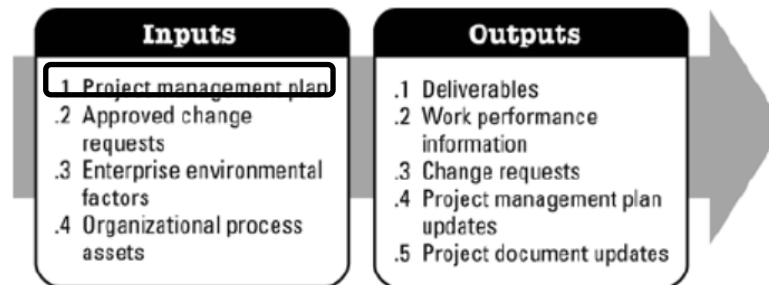 Inputs
.1 Project management plan
.2 Approved change
requests
.3 Enterprise environmental
factors
.4 Organizational process
assets
Outputs
.1 Deliverables
.2 Work performance
information
.3 Change requests
.4 Project management plan
updates
.5 Project document updates